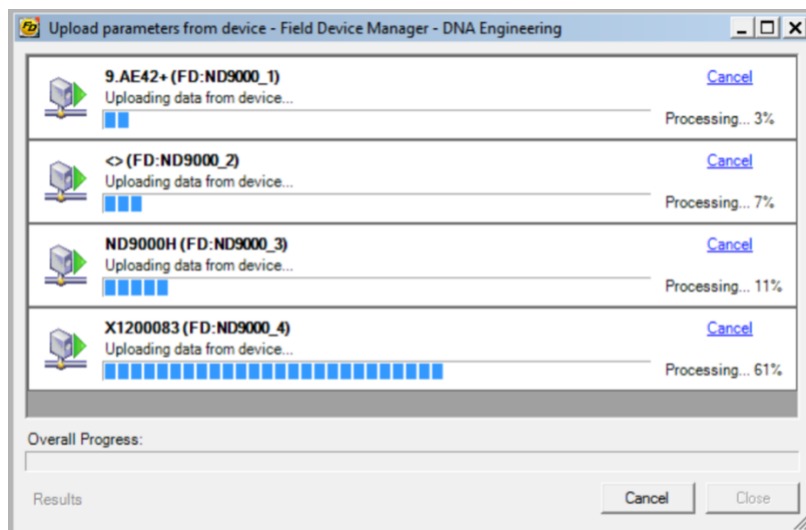 FD Upload parameters from device - Field Device Manager - DNA Engineering
9.AE42+ (FD:ND9000_1)
Cancel
Uploading data from device...
Processing... 3%
<> (FD:ND9000_2)
Cancel
Uploading data from device...
Processing... 7%
ND9000H (FD:ND9000_3)
Cancel
Uploading data from device...
Processing... 11%
X1200083 (FD:ND9000_4)
Cancel
Uploading data from device...
Processing... 61%
Overall Progress:
Results
Cancel
Close